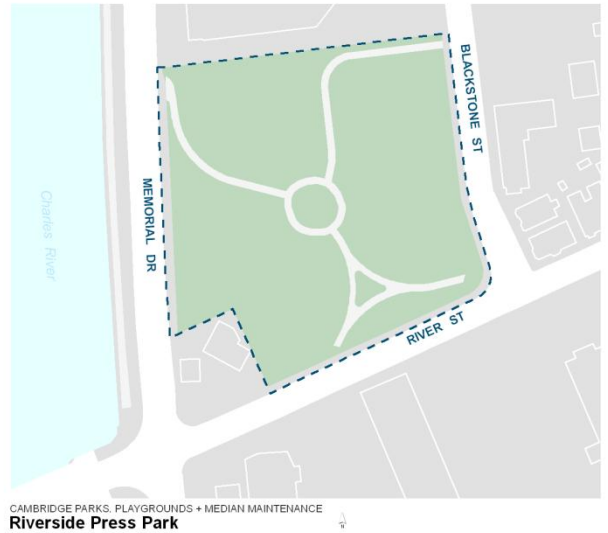 BLACKSTONE ST
MEMORIAL DR
Charles River
RIVER ST
CAMBRIDGE PARKS, PLAYGROUNDS + MEDIAN MAINTENANCE
Riverside Press Park
N